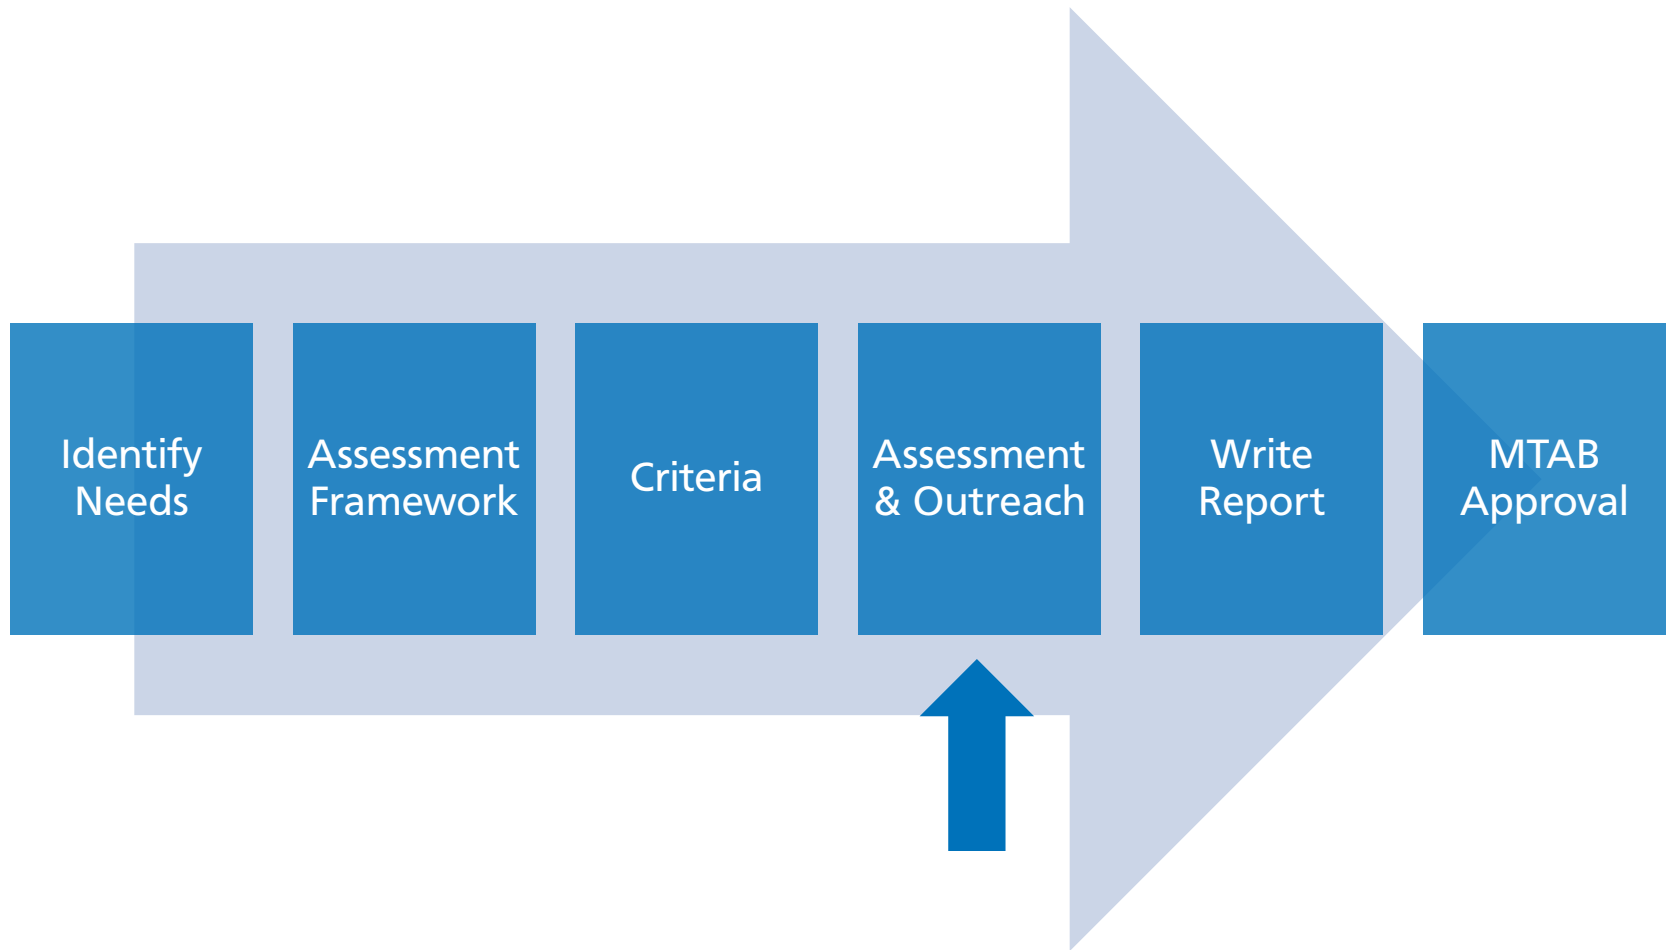 Identify
Needs
Assessment
Framework
Criteria
Assessment
& Outreach
Write
Report
MTAB
Approval